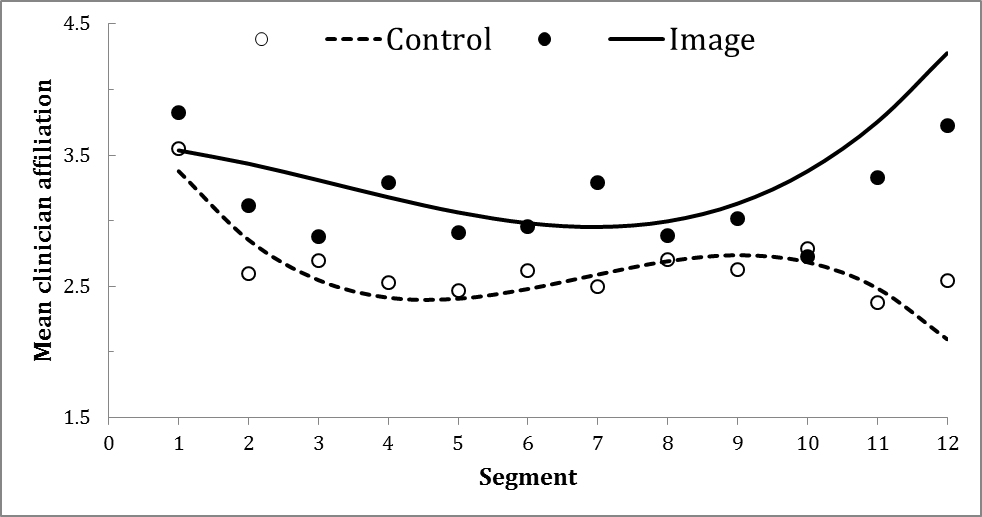 4.5
Control
Image
3.5
2.5
1.5
Mean clinician affiliation
0 1 2 3 4 5 6 7 8 9 10 11 12
Segment